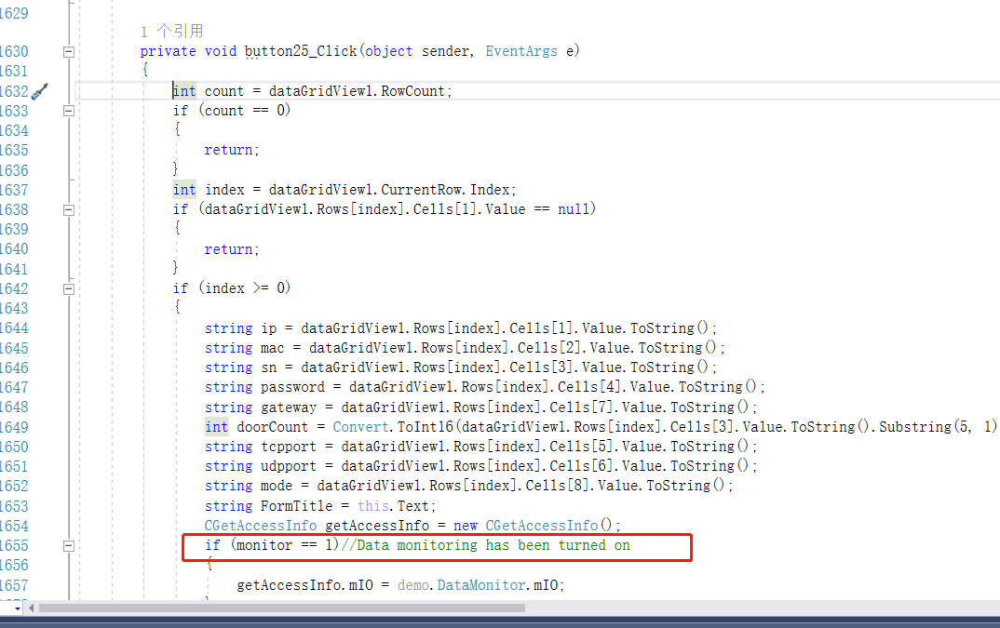 1629
1 个引用
1630 private void button25_Click(object sender, EventArgs e)
1631 {
1632 int count = dataGridView1.RowCount;
1633 if (count == 0)
1634 {
1635 return;
1636 }
1637 int index = dataGridView1.CurrentRow.Index;
1638 if (dataGridView1.Rows[index].Cells[1].Value == null)
1639 {
1640 return;
1641 }
1642 if (index >= 0)
1643 {
1644 string ip = dataGridView1.Rows[index].Cells[1].Value.ToString();
1645 string mac = dataGridView1.Rows[index].Cells[2].Value.ToString();
1646 string sn = dataGridView1.Rows[index].Cells[3].Value.ToString();
1647 string password = dataGridView1.Rows[index].Cells[4].Value.ToString();
1648 string gateway = dataGridView1.Rows[index].Cells[7].Value.ToString();
1649 int doorCount = Convert.ToInt16(dataGridView1.Rows[index].Cells[3].Value.ToString().Substring(5, 1)
1650 string tcpport = dataGridView1.Rows[index].Cells[5].Value.ToString();
1651 string udpport = dataGridView1.Rows[index].Cells[6].Value.ToString();
1652 string mode = dataGridView1.Rows[index].Cells[8].Value.ToString();
1653 string FormTitle = this.Text;
1654 CGetAccessInfo getAccessInfo = new CGetAccessInfo();
1655 if (monitor == 1)//Data monitoring has been turned on
1656 {
1657 getAccessInfo.mIO = demo.DataMonitor.mIO;